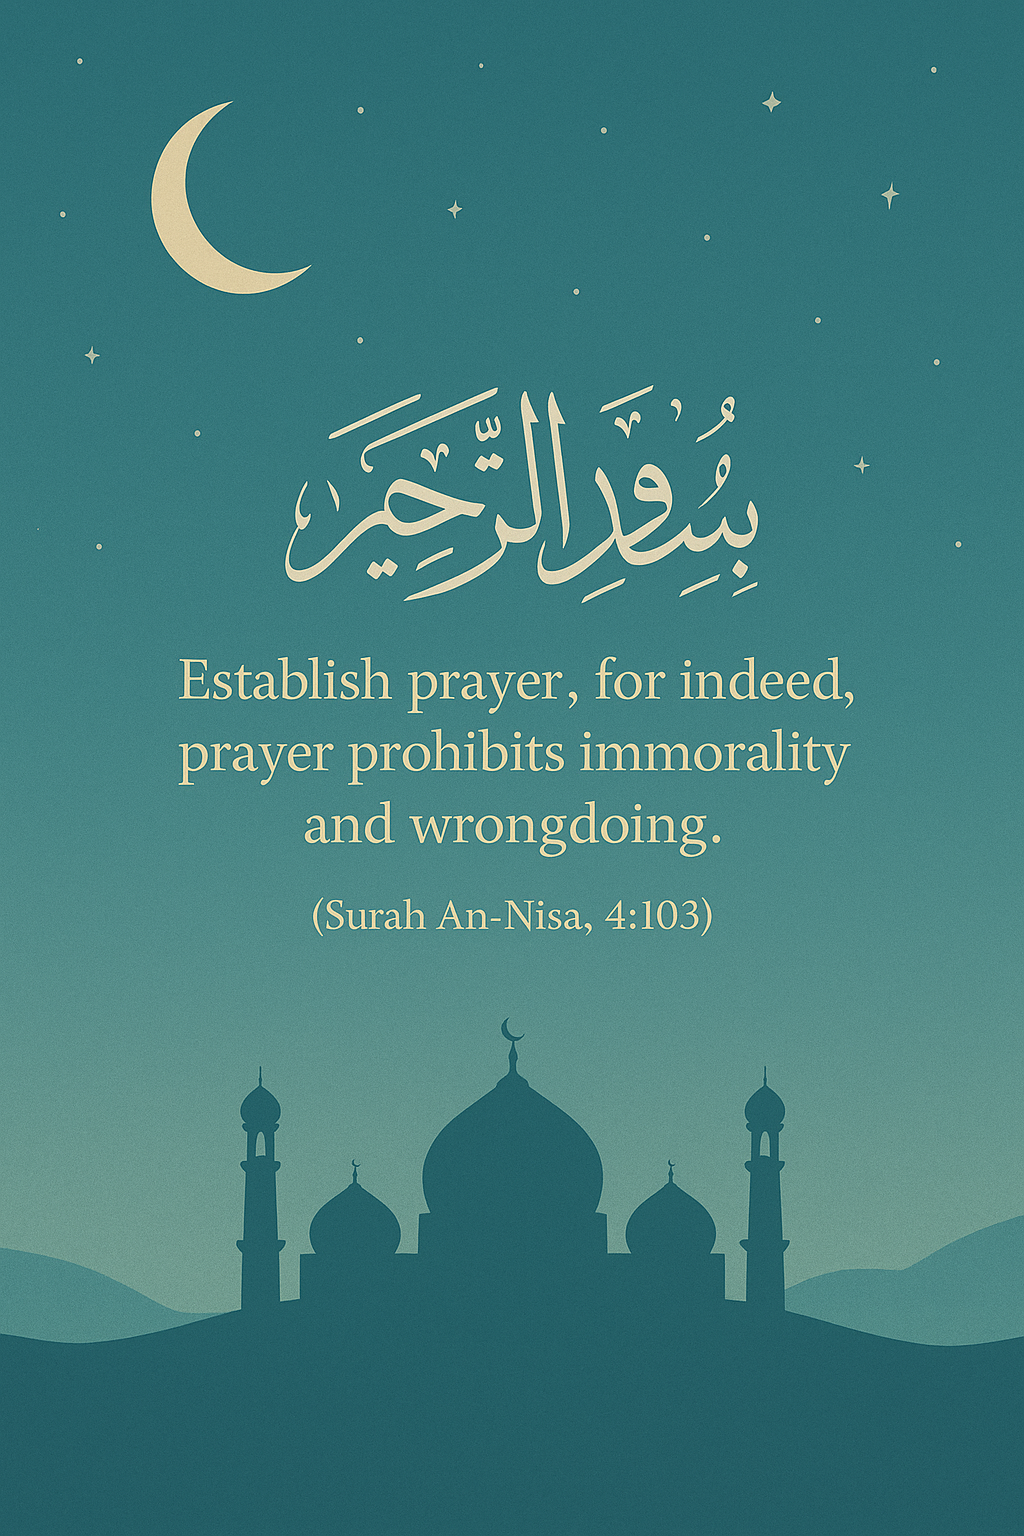 Establish prayer, for indeed,
prayer prohibits immorality
and wrongdoing.
(Surah An-Nisa, 4:103)